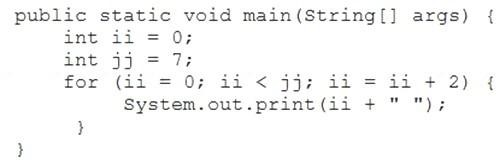 public static void main(String[] args) {
    int ii = 0;
    int jj = 7;
    for (ii = 0; ii < jj; ii = ii + 2) {
        System.out.print(ii + " ");
    }
}